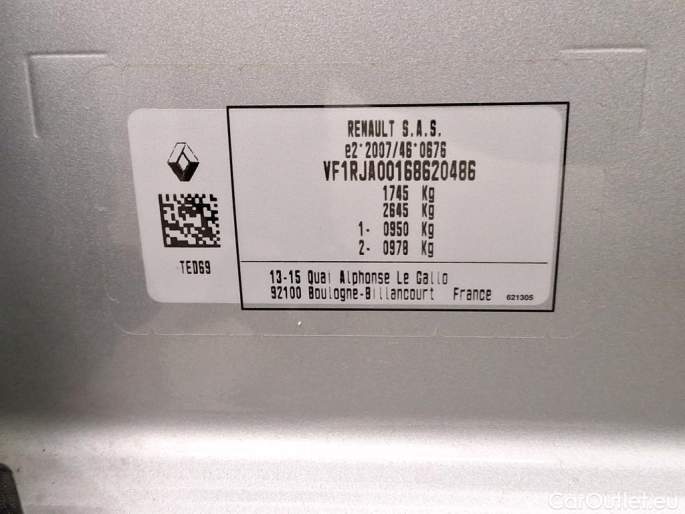 RENAULT S.A.S.
e2*2007/46*0676
VF1RJA00168620486
1745 Kg
2645 Kg
1- 0950 Kg
2- 0978 Kg
TED69
13-15 Quai Alphonse Le Gallo
92100 Boulogne-Billancourt France
621305
CarOutlet.eu